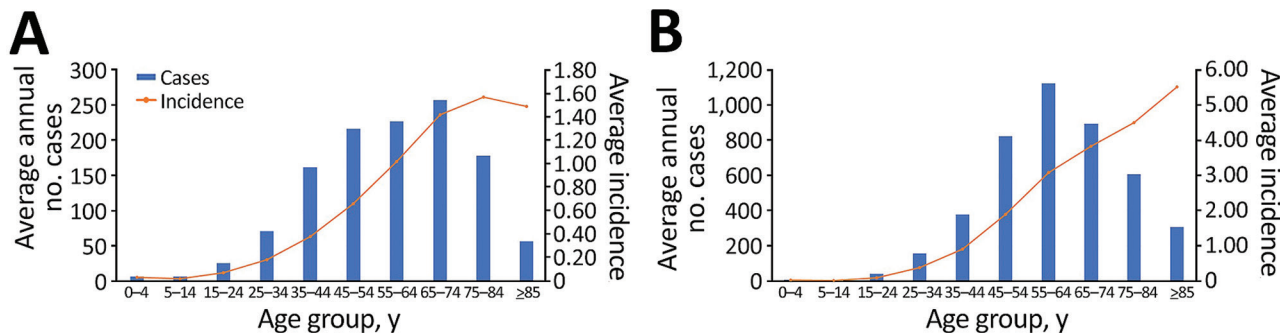 A
Average annual
no. cases
300
250
200
150
100
50
0
Cases
Incidence
1.80
1.60
1.40
1.20
1.00
0.80
0.60
0.40
0.20
0
Average incidence
0–4 5–14 15–24 25–34 35–44 45–54 55–64 65–74 75–84 ≥85
Age group, y
B
Average annual
no. cases
1,200
1,000
800
600
400
200
0
6.00
5.00
4.00
3.00
2.00
1.00
0
Average incidence
0–4 5–14 15–24 25–34 35–44 45–54 55–64 65–74 75–84 ≥85
Age group, y